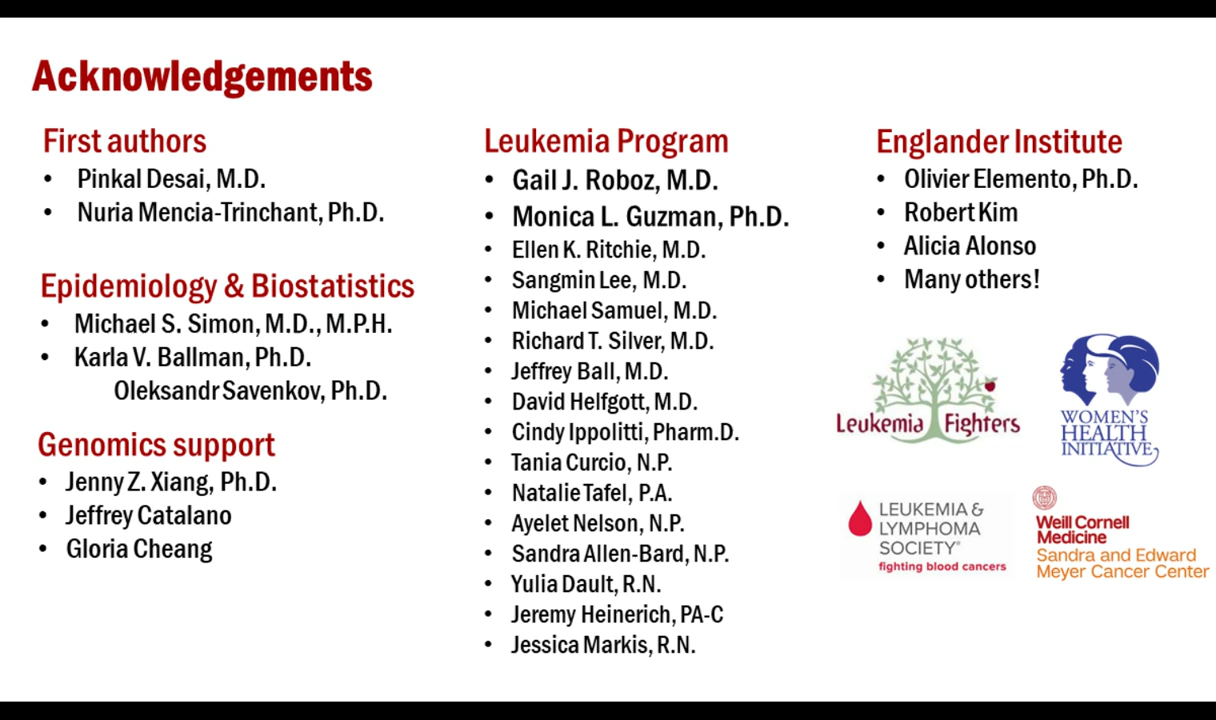 Acknowledgements
First authors
• Pinkal Desai, M.D.
• Nuria Mencia-Trinchant, Ph.D.
Epidemiology & Biostatistics
• Michael S. Simon, M.D., M.P.H.
• Karla V. Ballman, Ph.D.
Oleksandr Savenkov, Ph.D.
Genomics support
• Jenny Z. Xiang, Ph.D.
• Jeffrey Catalano
• Gloria Cheang
Leukemia Program
• Gail J. Roboz, M.D.
• Monica L. Guzman, Ph.D.
• Ellen K. Ritchie, M.D.
• Sangmin Lee, M.D.
• Michael Samuel, M.D.
• Richard T. Silver, M.D.
• Jeffrey Ball, M.D.
• David Helfgott, M.D.
• Cindy Ippolitti, Pharm.D.
• Tania Curcio, N.P.
• Natalie Tafel, P.A.
• Ayelet Nelson, N.P.
• Sandra Allen-Bard, N.P.
• Yulia Dault, R.N.
• Jeremy Heinerich, PA-C
• Jessica Markis, R.N.
Englander Institute
• Olivier Elemento, Ph.D.
• Robert Kim
• Alicia Alonso
• Many others!
Leukemia Fighters
WOMEN'S
HEALTH
INITIATIVE
LEUKEMIA &
LYMPHOMA
SOCIETY®
fighting blood cancers
Weill Cornell
Medicine
Sandra and Edward
Meyer Cancer Center